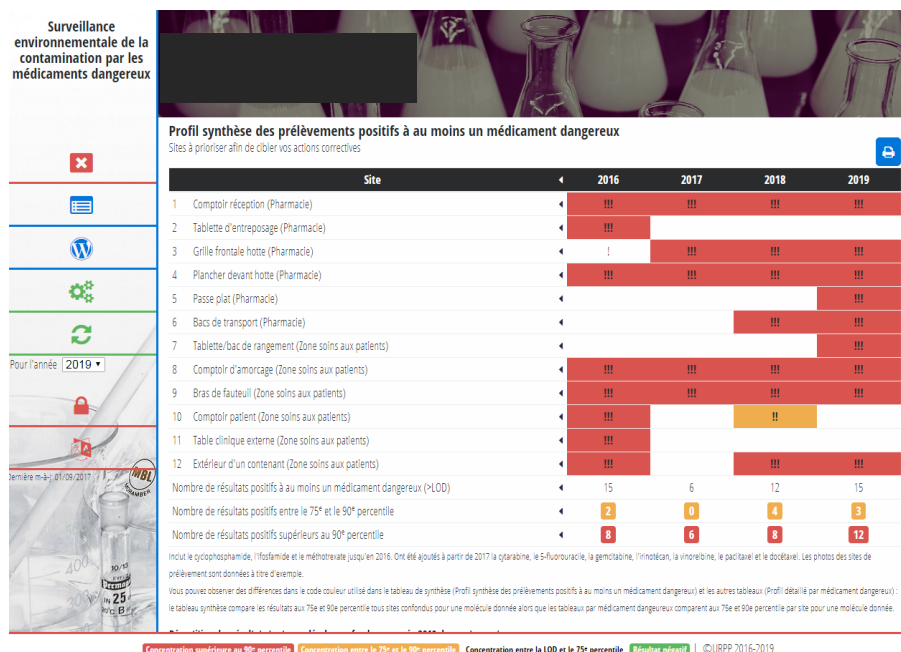 Surveillance
environnementale de la
contamination par les
médicaments dangereux
Pour l'année 2019
Dernière m-à-j: 01/09/2017
MBL
Profil synthèse des prélèvements positifs à au moins un médicament dangereux
Sites à prioriser afin de cibler vos actions correctives
Site 2016 2017 2018 2019
1 Comptoir réception (Pharmacie) !!! !!! !!! !!!
2 Tablette d'entreposage (Pharmacie) !!!
3 Grille frontale hotte (Pharmacie) ! !!! !!! !!!
4 Plancher devant hotte (Pharmacie) !!! !!! !!! !!!
5 Passe plat (Pharmacie) !!!
6 Bacs de transport (Pharmacie) !!! !!!
7 Tablette/bac de rangement (Zone soins aux patients) !!!
8 Comptoir d'amorçage (Zone soins aux patients) !!! !!! !!! !!!
9 Bras de fauteuil (Zone soins aux patients) !!! !!! !!! !!!
10 Comptoir patient (Zone soins aux patients) !!! !!
11 Table clinique externe (Zone soins aux patients) !!!
12 Extérieur d'un contenant (Zone soins aux patients) !!! !!! !!!
Nombre de résultats positifs à au moins un médicament dangereux (>LOD) 15 6 12 15
Nombre de résultats positifs entre le 75e et le 90e percentile 2 0 4 3
Nombre de résultats positifs supérieurs au 90e percentile 8 6 8 12
Inclut le cyclophosphamide, l'ifosfamide et le méthotrexate jusqu'en 2016. Ont été ajoutés à partir de 2017 la cytarabine, le 5-fluorouracile, la gemcitabine, l'irinotécan, la vinorelbine, le paclitaxel et le docétaxel. Les photos des sites de
prélèvement sont données à titre d'exemple.
Vous pouvez observer des différences dans le code couleur utilisé dans le tableau de synthèse (Profil synthèse des prélèvements positifs à au moins un médicament dangereux) et les autres tableaux (Profil détaillé par médicament dangereux) :
le tableau synthèse compare les résultats aux 75e et 90e percentile tous sites confondus pour une molécule donnée alors que les tableaux par médicament dangeureux comparent aux 75e et 90e percentile par site pour une molécule donnée.
Concentration supérieure au 90e percentile Concentration entre le 75e et le 90e percentile Concentration entre la LOD et le 75e percentile Résultat négatif | ©URPP 2016-2019